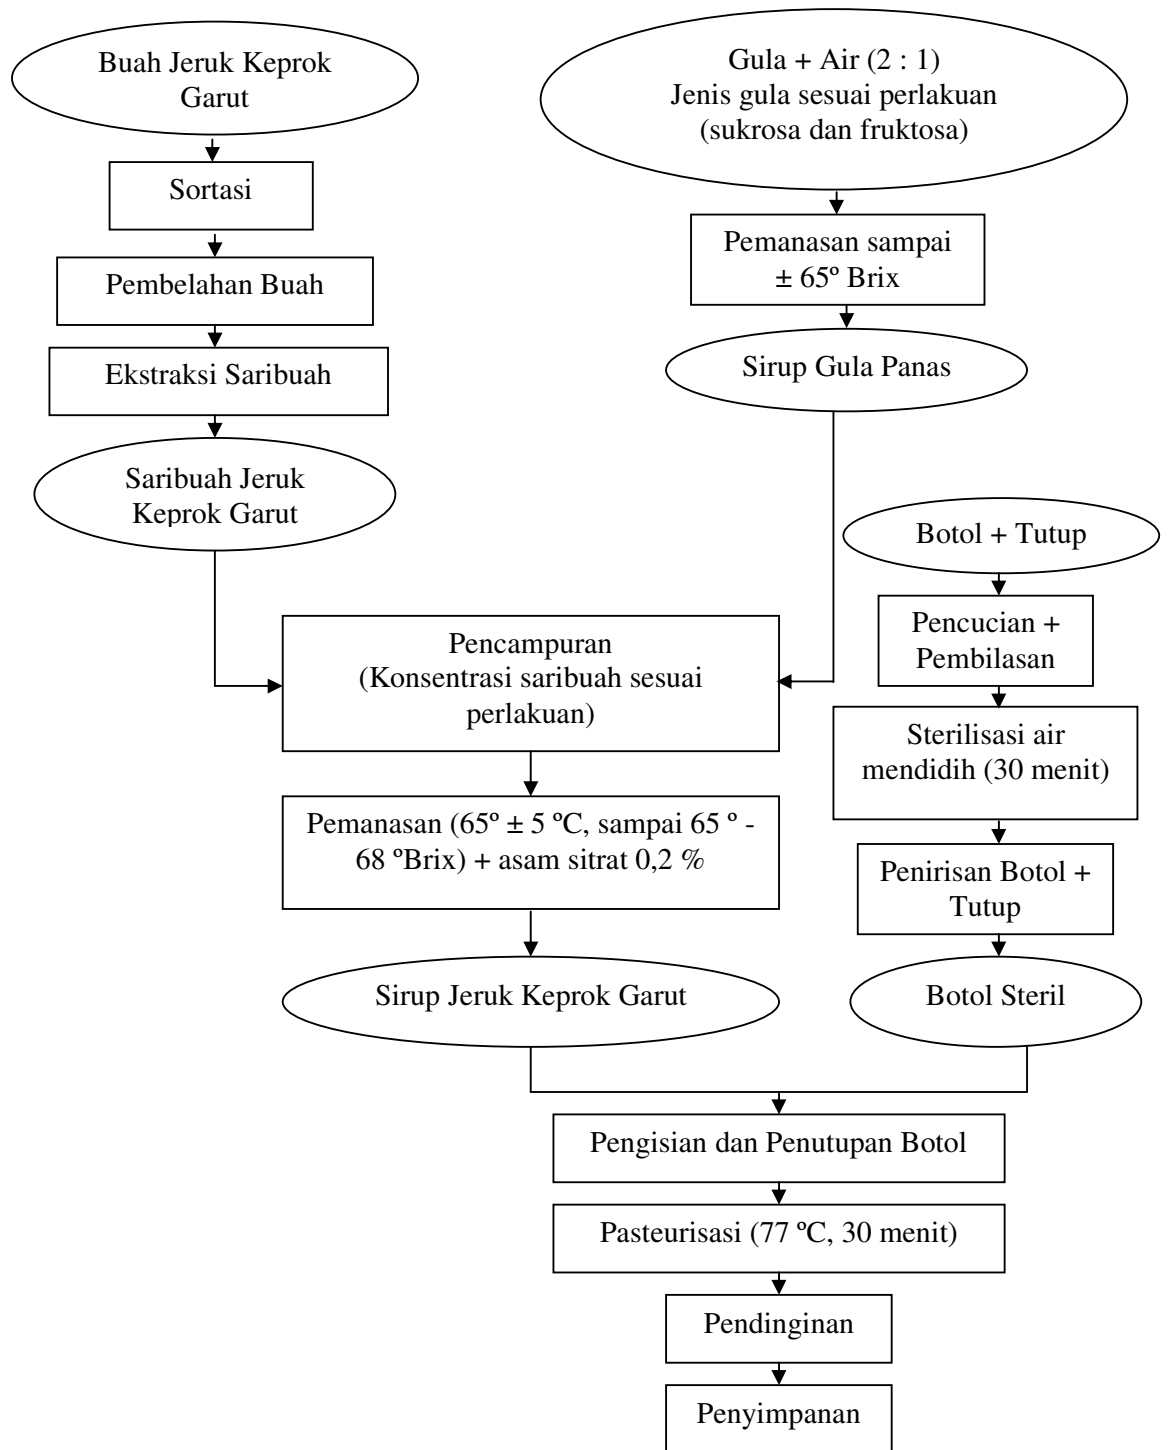 Buah Jeruk Keprok
Garut
Sortasi
Pembelahan Buah
Ekstraksi Saribuah
Saribuah Jeruk
Keprok Garut
Gula + Air (2 : 1)
Jenis gula sesuai perlakuan
(sukrosa dan fruktosa)
Pemanasan sampai
± 65º Brix
Sirup Gula Panas
Pencampuran
(Konsentrasi saribuah sesuai
perlakuan)
Pemanasan (65º ± 5 ºC, sampai 65 º -
68 ºBrix) + asam sitrat 0,2 %
Sirup Jeruk Keprok Garut
Botol + Tutup
Pencucian +
Pembilasan
Sterilisasi air
mendidih (30 menit)
Penirisan Botol +
Tutup
Botol Steril
Pengisian dan Penutupan Botol
Pasteurisasi (77 ºC, 30 menit)
Pendinginan
Penyimpanan